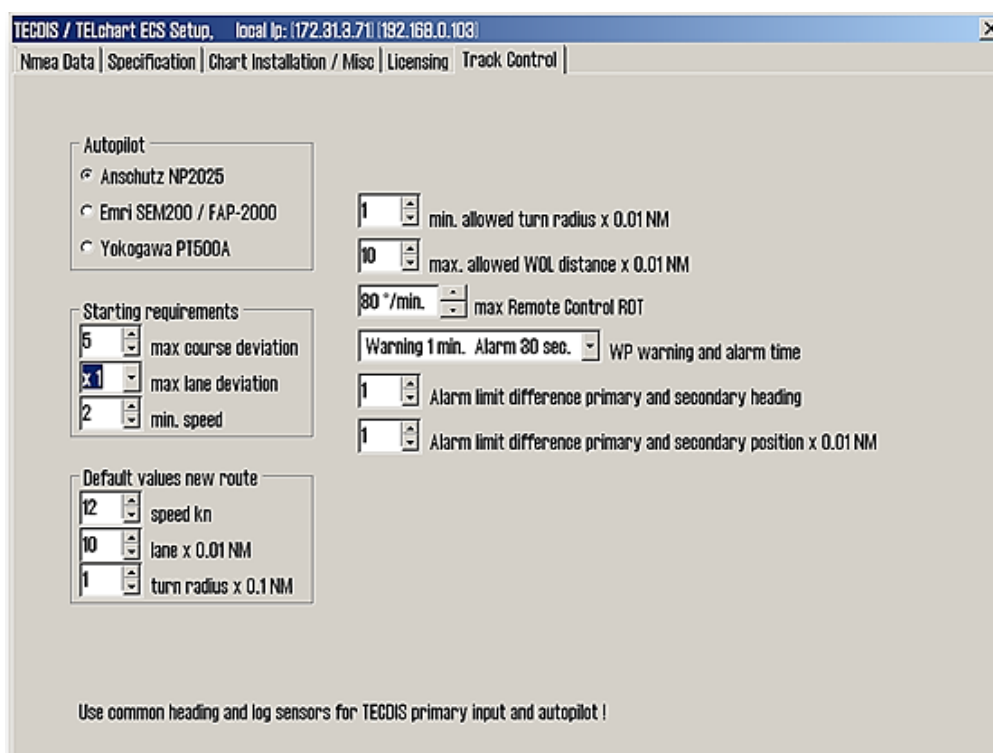 TECDIS / TELchart ECS Setup, local Ip: (172.31.3.71) (192.168.0.103)
Nmea Data Specification Chart Installation / Misc Licensing Track Control
Autopilot
Anschutz NP2025
Emri SEM200 / FAP-2000
Yokogawa PT500A
Starting requirements
5 max course deviation
x 1 max lane deviation
2 min. speed
Default values new route
12 speed kn
10 lane x 0.01 NM
1 turn radius x 0.1 NM
1 min. allowed turn radius x 0.01 NM
10 max. allowed WOL distance x 0.01 NM
80 °/min. max Remote Control ROT
Warning 1 min. Alarm 30 sec. WP warning and alarm time
1 Alarm limit difference primary and secondary heading
1 Alarm limit difference primary and secondary position x 0.01 NM
Use common heading and log sensors for TECDIS primary input and autopilot !